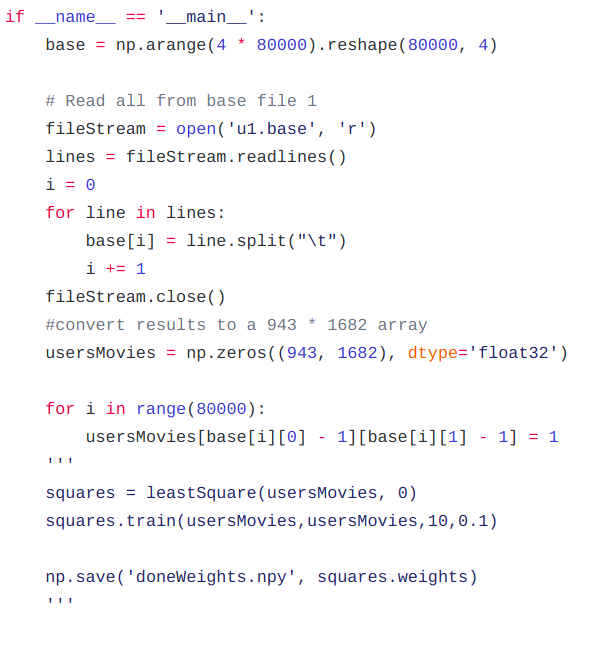 if __name__ == '__main__':
    base = np.arange(4 * 80000).reshape(80000, 4)

    # Read all from base file 1
    fileStream = open('u1.base', 'r')
    lines = fileStream.readlines()
    i = 0
    for line in lines:
        base[i] = line.split("\t")
        i += 1
    fileStream.close()
    #convert results to a 943 * 1682 array
    usersMovies = np.zeros((943, 1682), dtype='float32')

    for i in range(80000):
        usersMovies[base[i][0] - 1][base[i][1] - 1] = 1
    '''
    squares = leastSquare(usersMovies, 0)
    squares.train(usersMovies,usersMovies,10,0.1)

    np.save('doneWeights.npy', squares.weights)
    '''